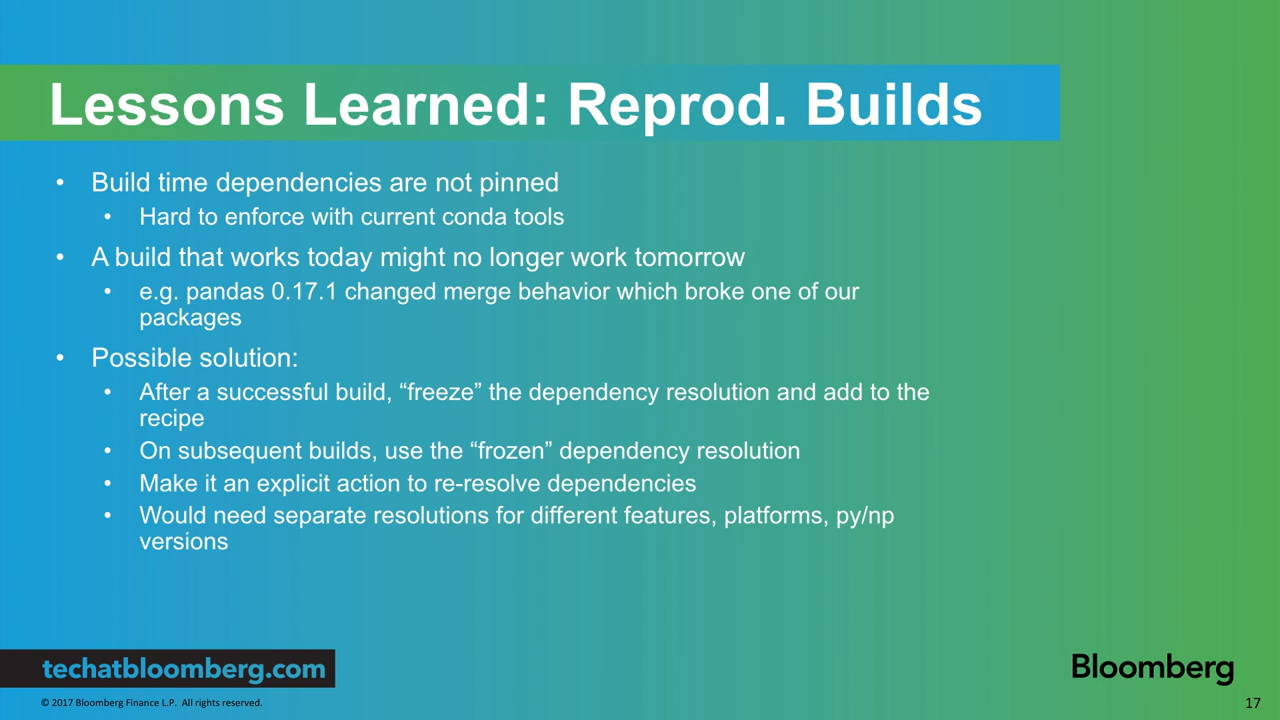 Lessons Learned: Reprod. Builds
• Build time dependencies are not pinned
• Hard to enforce with current conda tools
• A build that works today might no longer work tomorrow
• e.g. pandas 0.17.1 changed merge behavior which broke one of our
packages
• Possible solution:
• After a successful build, “freeze” the dependency resolution and add to the
recipe
• On subsequent builds, use the “frozen” dependency resolution
• Make it an explicit action to re-resolve dependencies
• Would need separate resolutions for different features, platforms, py/np
versions
techatbloomberg.com
Bloomberg
© 2017 Bloomberg Finance L.P. All rights reserved.
17